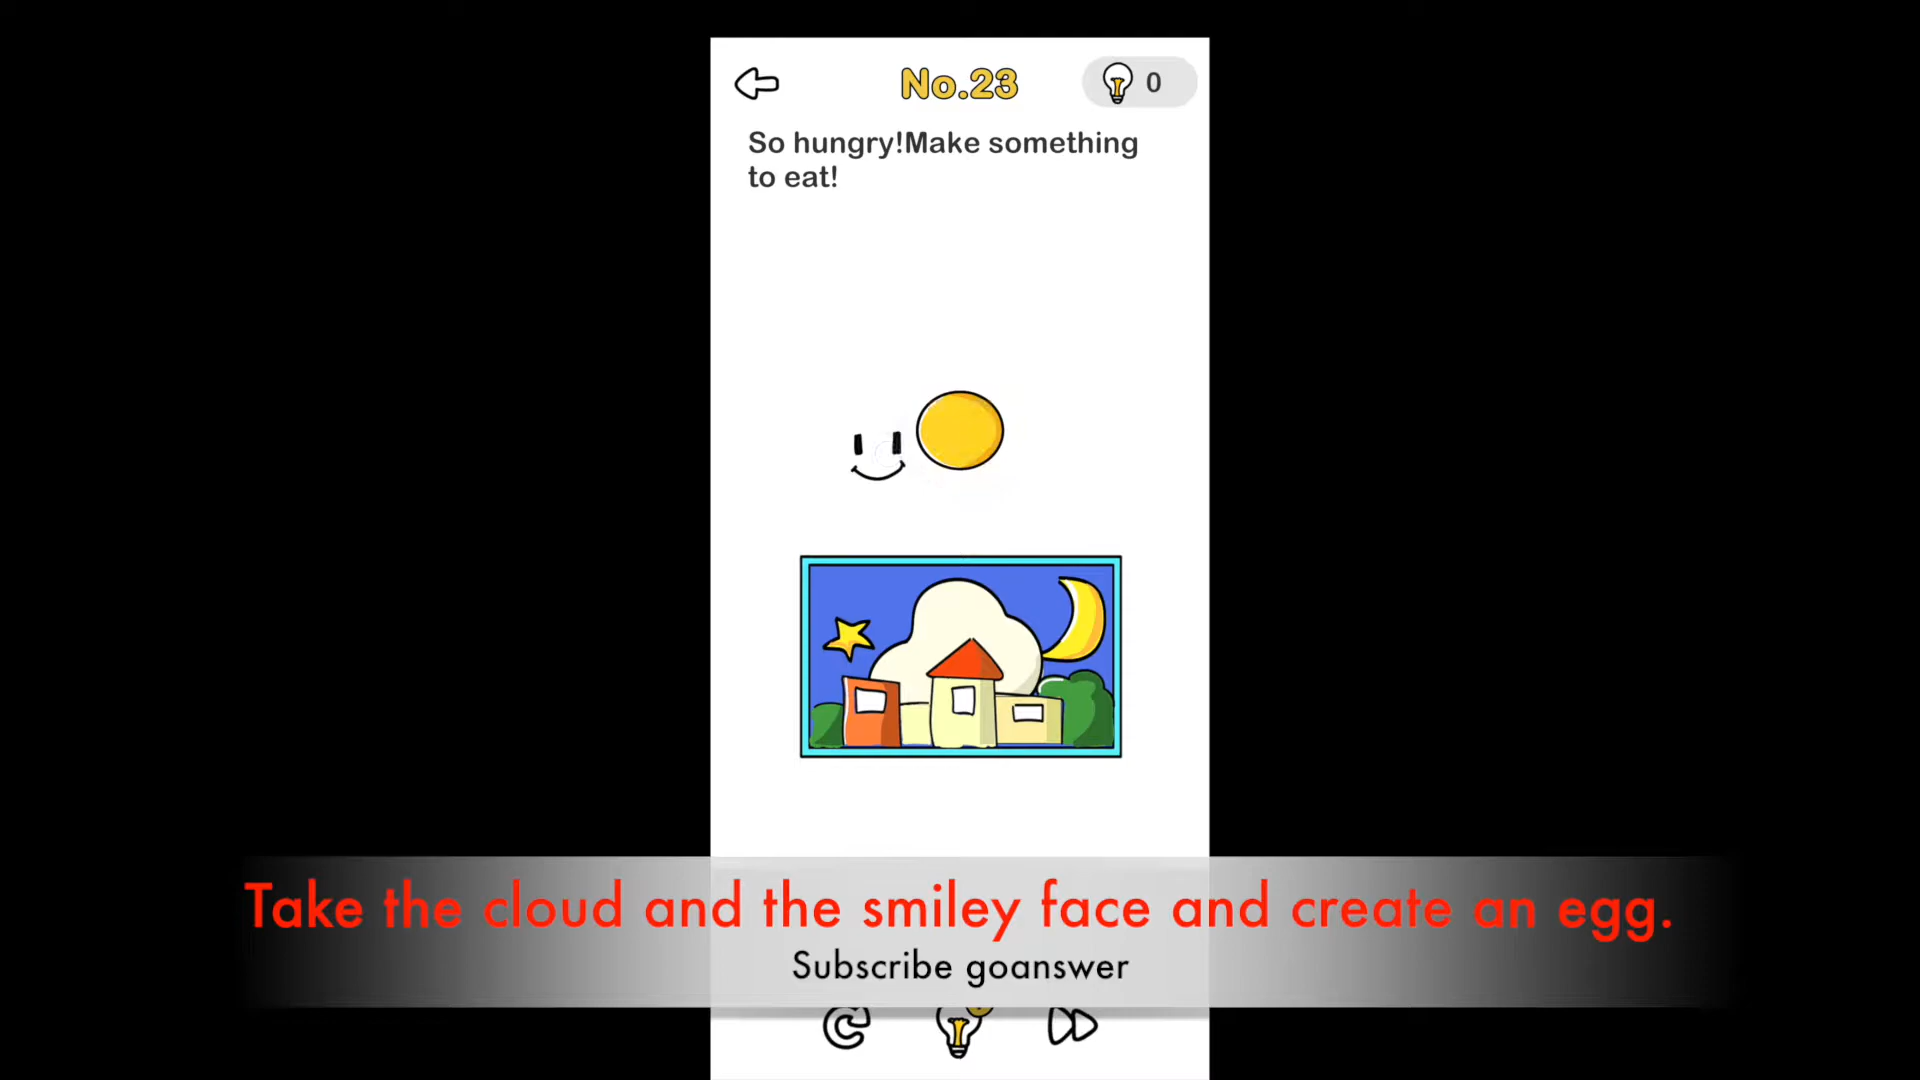 No.23
0
So hungry!Make something
to eat!
Take the cloud and the smiley face and create an egg.
Subscribe goanswer